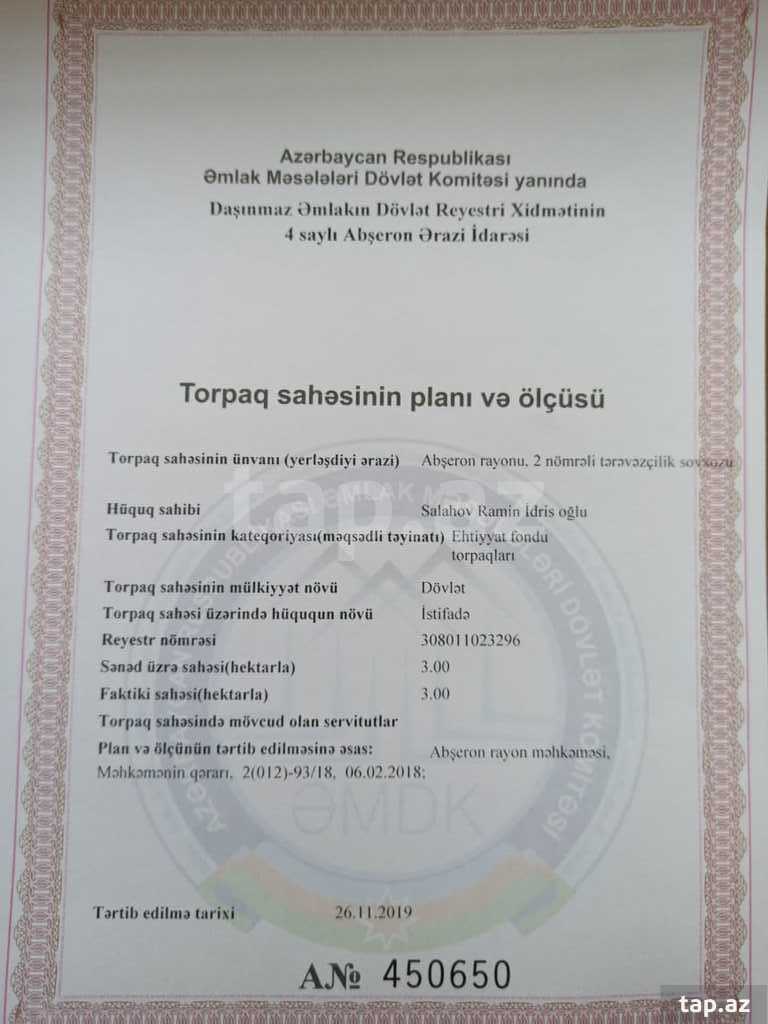 Azərbaycan Respublikası
Əmlak Məsələləri Dövlət Komitəsi yanında
Daşınmaz Əmlakın Dövlət Reyestri Xidmətinin
4 saylı Abşeron Ərazi İdarəsi
Torpaq sahəsinin planı və ölçüsü
Torpaq sahəsinin ünvanı (yerləşdiyi ərazi) Abşeron rayonu, 2 nömrəli tərəvəzçilik sovxozu
Hüquq sahibi Salahov Ramin İdris oğlu
Torpaq sahəsinin kateqoriyası(məqsədli təyinatı) Ehtiyyat fondu
torpaqları
Torpaq sahəsinin mülkiyyət növü Dövlət
Torpaq sahəsi üzərində hüququn növü İstifadə
Reyestr nömrəsi 308011023296
Sənəd üzrə sahəsi(hektarla) 3.00
Faktiki sahəsi(hektarla) 3.00
Torpaq sahəsində mövcud olan servitutlar
Plan və ölçünün tərtib edilməsinə əsas: Abşeron rayon məhkəməsi,
Məhkəmənin qərarı, 2(012)-93/18, 06.02.2018;
ƏMDK
Tərtib edilmə tarixi 26.11.2019
A№ 450650
tap.az
tap.az